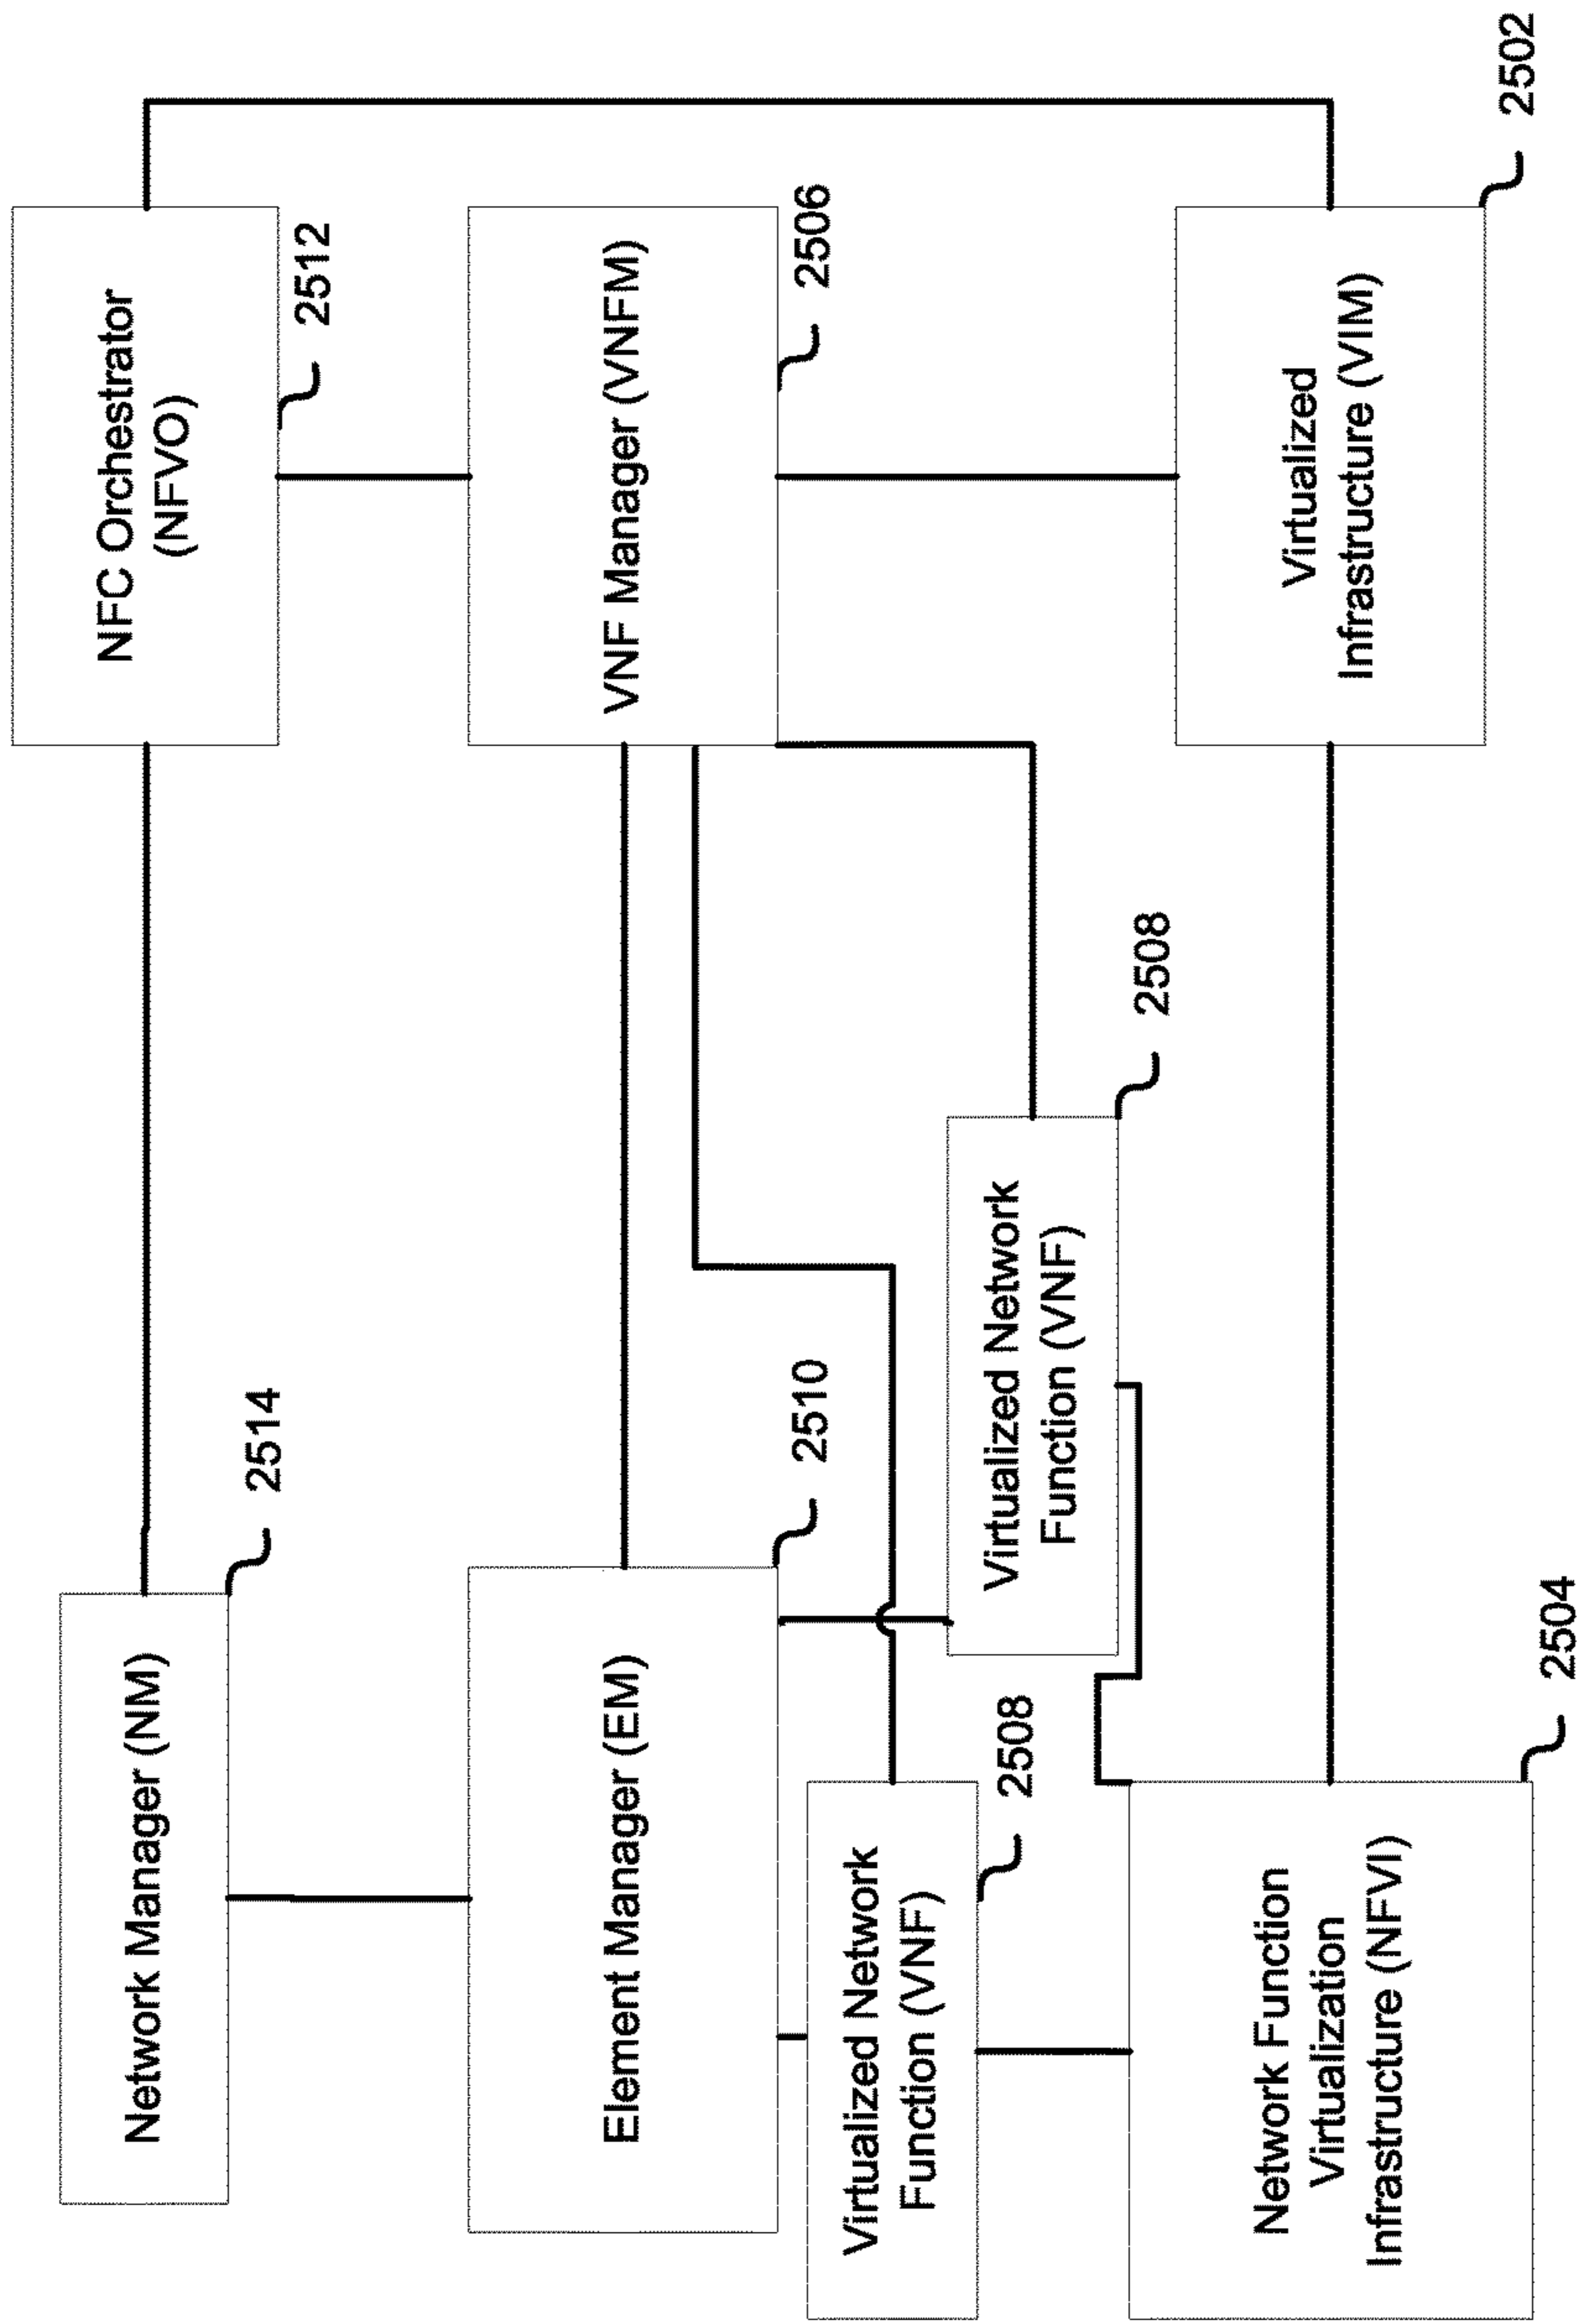 Network Manager (NM)
2514
NFC Orchestrator
(NFVO)
2512
Element Manager (EM)
2510
VNF Manager (VNFM)
2506
Virtualized Network
Function (VNF)
2508
Virtualized Network
Function (VNF)
2508
Network Function
Virtualization
Infrastructure (NFVI)
2504
Virtualized
Infrastructure (VIM)
2502